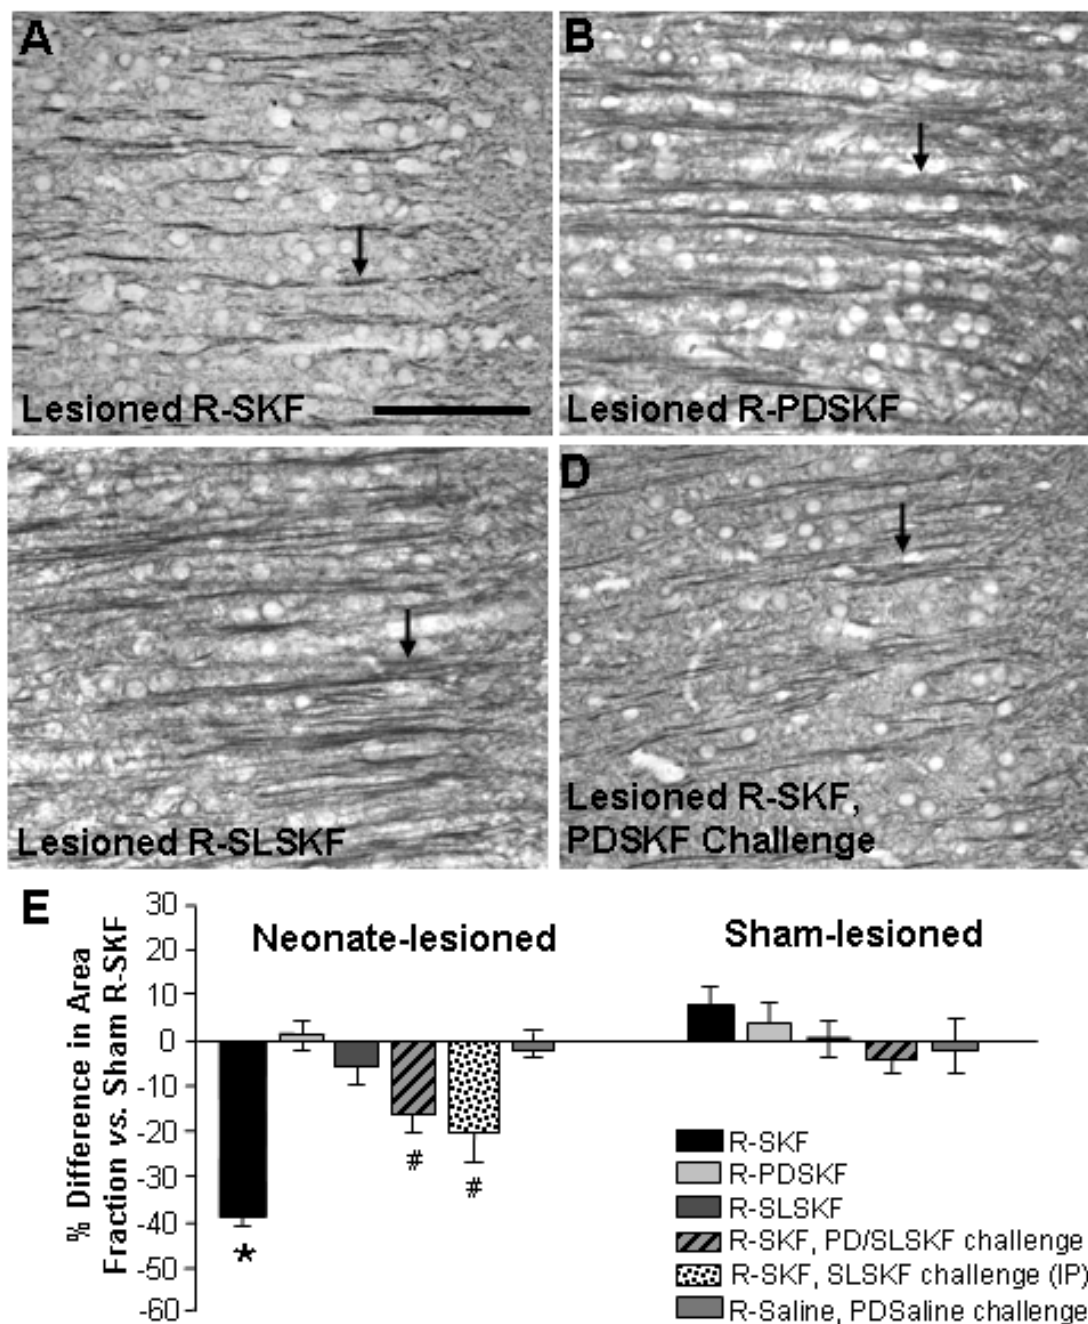 A
B
Lesioned R-SKF
Lesioned R-PDSKF
D
Lesioned R-SLSKF
Lesioned R-SKF,
PDSKF Challenge
E
% Difference in Area
Fraction vs. Sham R-SKF
30
20
10
0
-10
-20
-30
-40
-50
-60
Neonate-lesioned
Sham-lesioned
*
#
#
R-SKF
R-PDSKF
R-SLSKF
R-SKF, PD/SLSKF challenge
R-SKF, SLSKF challenge (IP)
R-Saline, PDSaline challenge